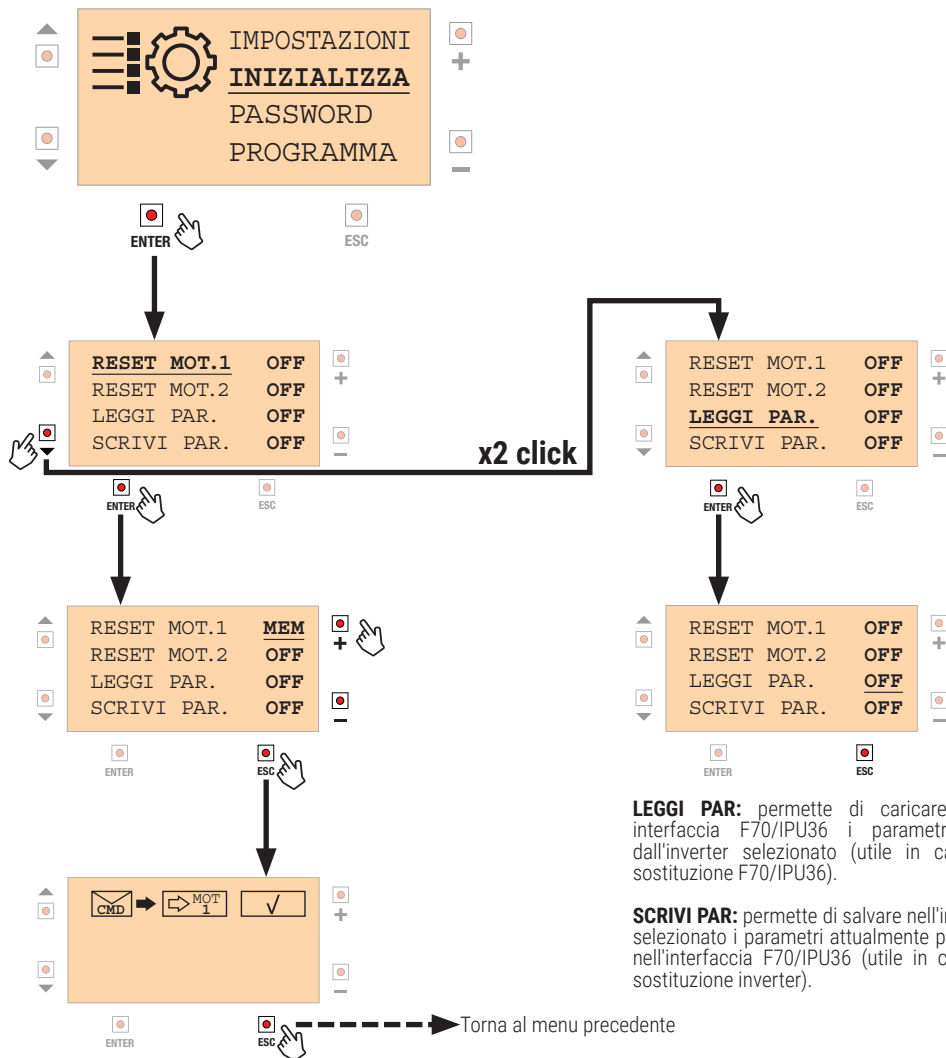 IMPOSTAZIONI
+
INIZIALIZZA
PASSWORD
PROGRAMMA
−
ENTER
ESC
RESET MOT.1 OFF
+
RESET MOT.2 OFF
LEGGI PAR. OFF
SCRIVI PAR. OFF
−
ENTER
ESC
x2 click
RESET MOT.1 OFF
+
RESET MOT.2 OFF
LEGGI PAR. OFF
SCRIVI PAR. OFF
−
ENTER
ESC
RESET MOT.1 MEM
+
RESET MOT.2 OFF
LEGGI PAR. OFF
SCRIVI PAR. OFF
−
ENTER
ESC
RESET MOT.1 OFF
+
RESET MOT.2 OFF
LEGGI PAR. OFF
SCRIVI PAR. OFF
−
ENTER
ESC
LEGGI PAR: permette di caricare
interfaccia F70/IPU36 i parametr
dall'inverter selezionato (utile in ca
sostituzione F70/IPU36).
SCRIVI PAR: permette di salvare nell'i
selezionato i parametri attualmente p
nell'interfaccia F70/IPU36 (utile in c
sostituzione inverter).
CMD MOT 1 √
+
−
ENTER
ESC
Torna al menu precedente